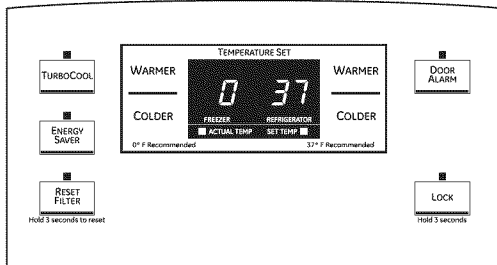 TEMPERATURE SET
TURBOCOOL
WARMER
0 37
WARMER
DOOR ALARM
COLDER
FREEZER
REFRIGERATOR
COLDER
ACTUAL TEMP
SET TEMP
ENERGY SAVER
0° F Recommended
37° F Recommended
RESET FILTER
Hold 3 seconds to reset
LOCK
Hold 3 seconds